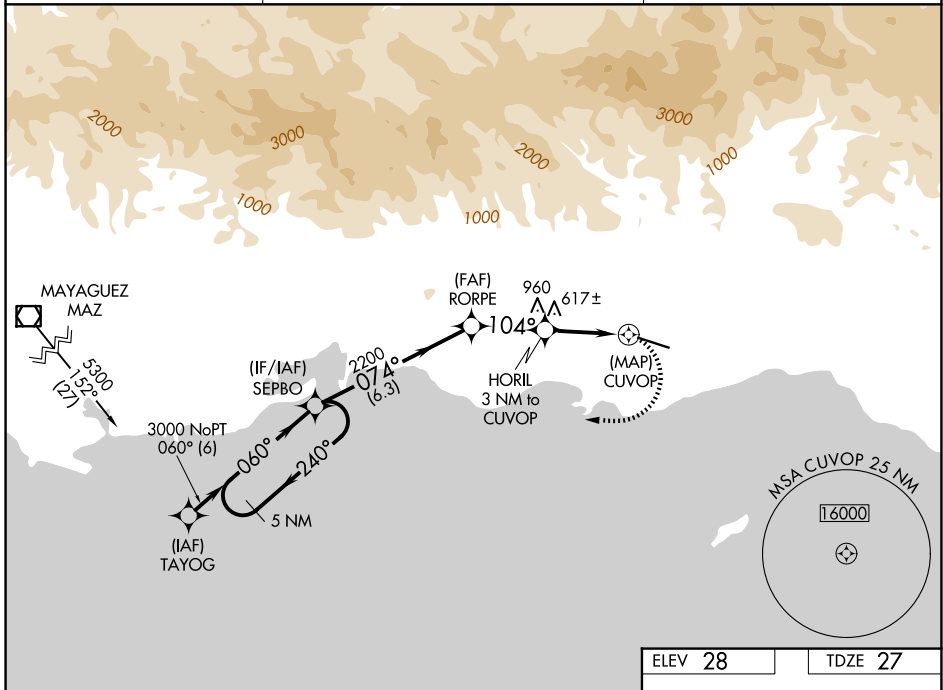 2000
3000
2000
3000
1000
1000
1000
MAYAGUEZ
MAZ
5300
152°
(27)
(FAF)
RORPE
960
617±
104°
HORIL
3 NM to
CUVOP
(MAP)
CUVOP
(IF/IAF)
SEPBO
2200
074°
(6.3)
3000 NoPT
060° (6)
060°
240°
5 NM
(IAF)
TAYOG
MSA CUVOP 25 NM
16000
ELEV 28
TDZE 27